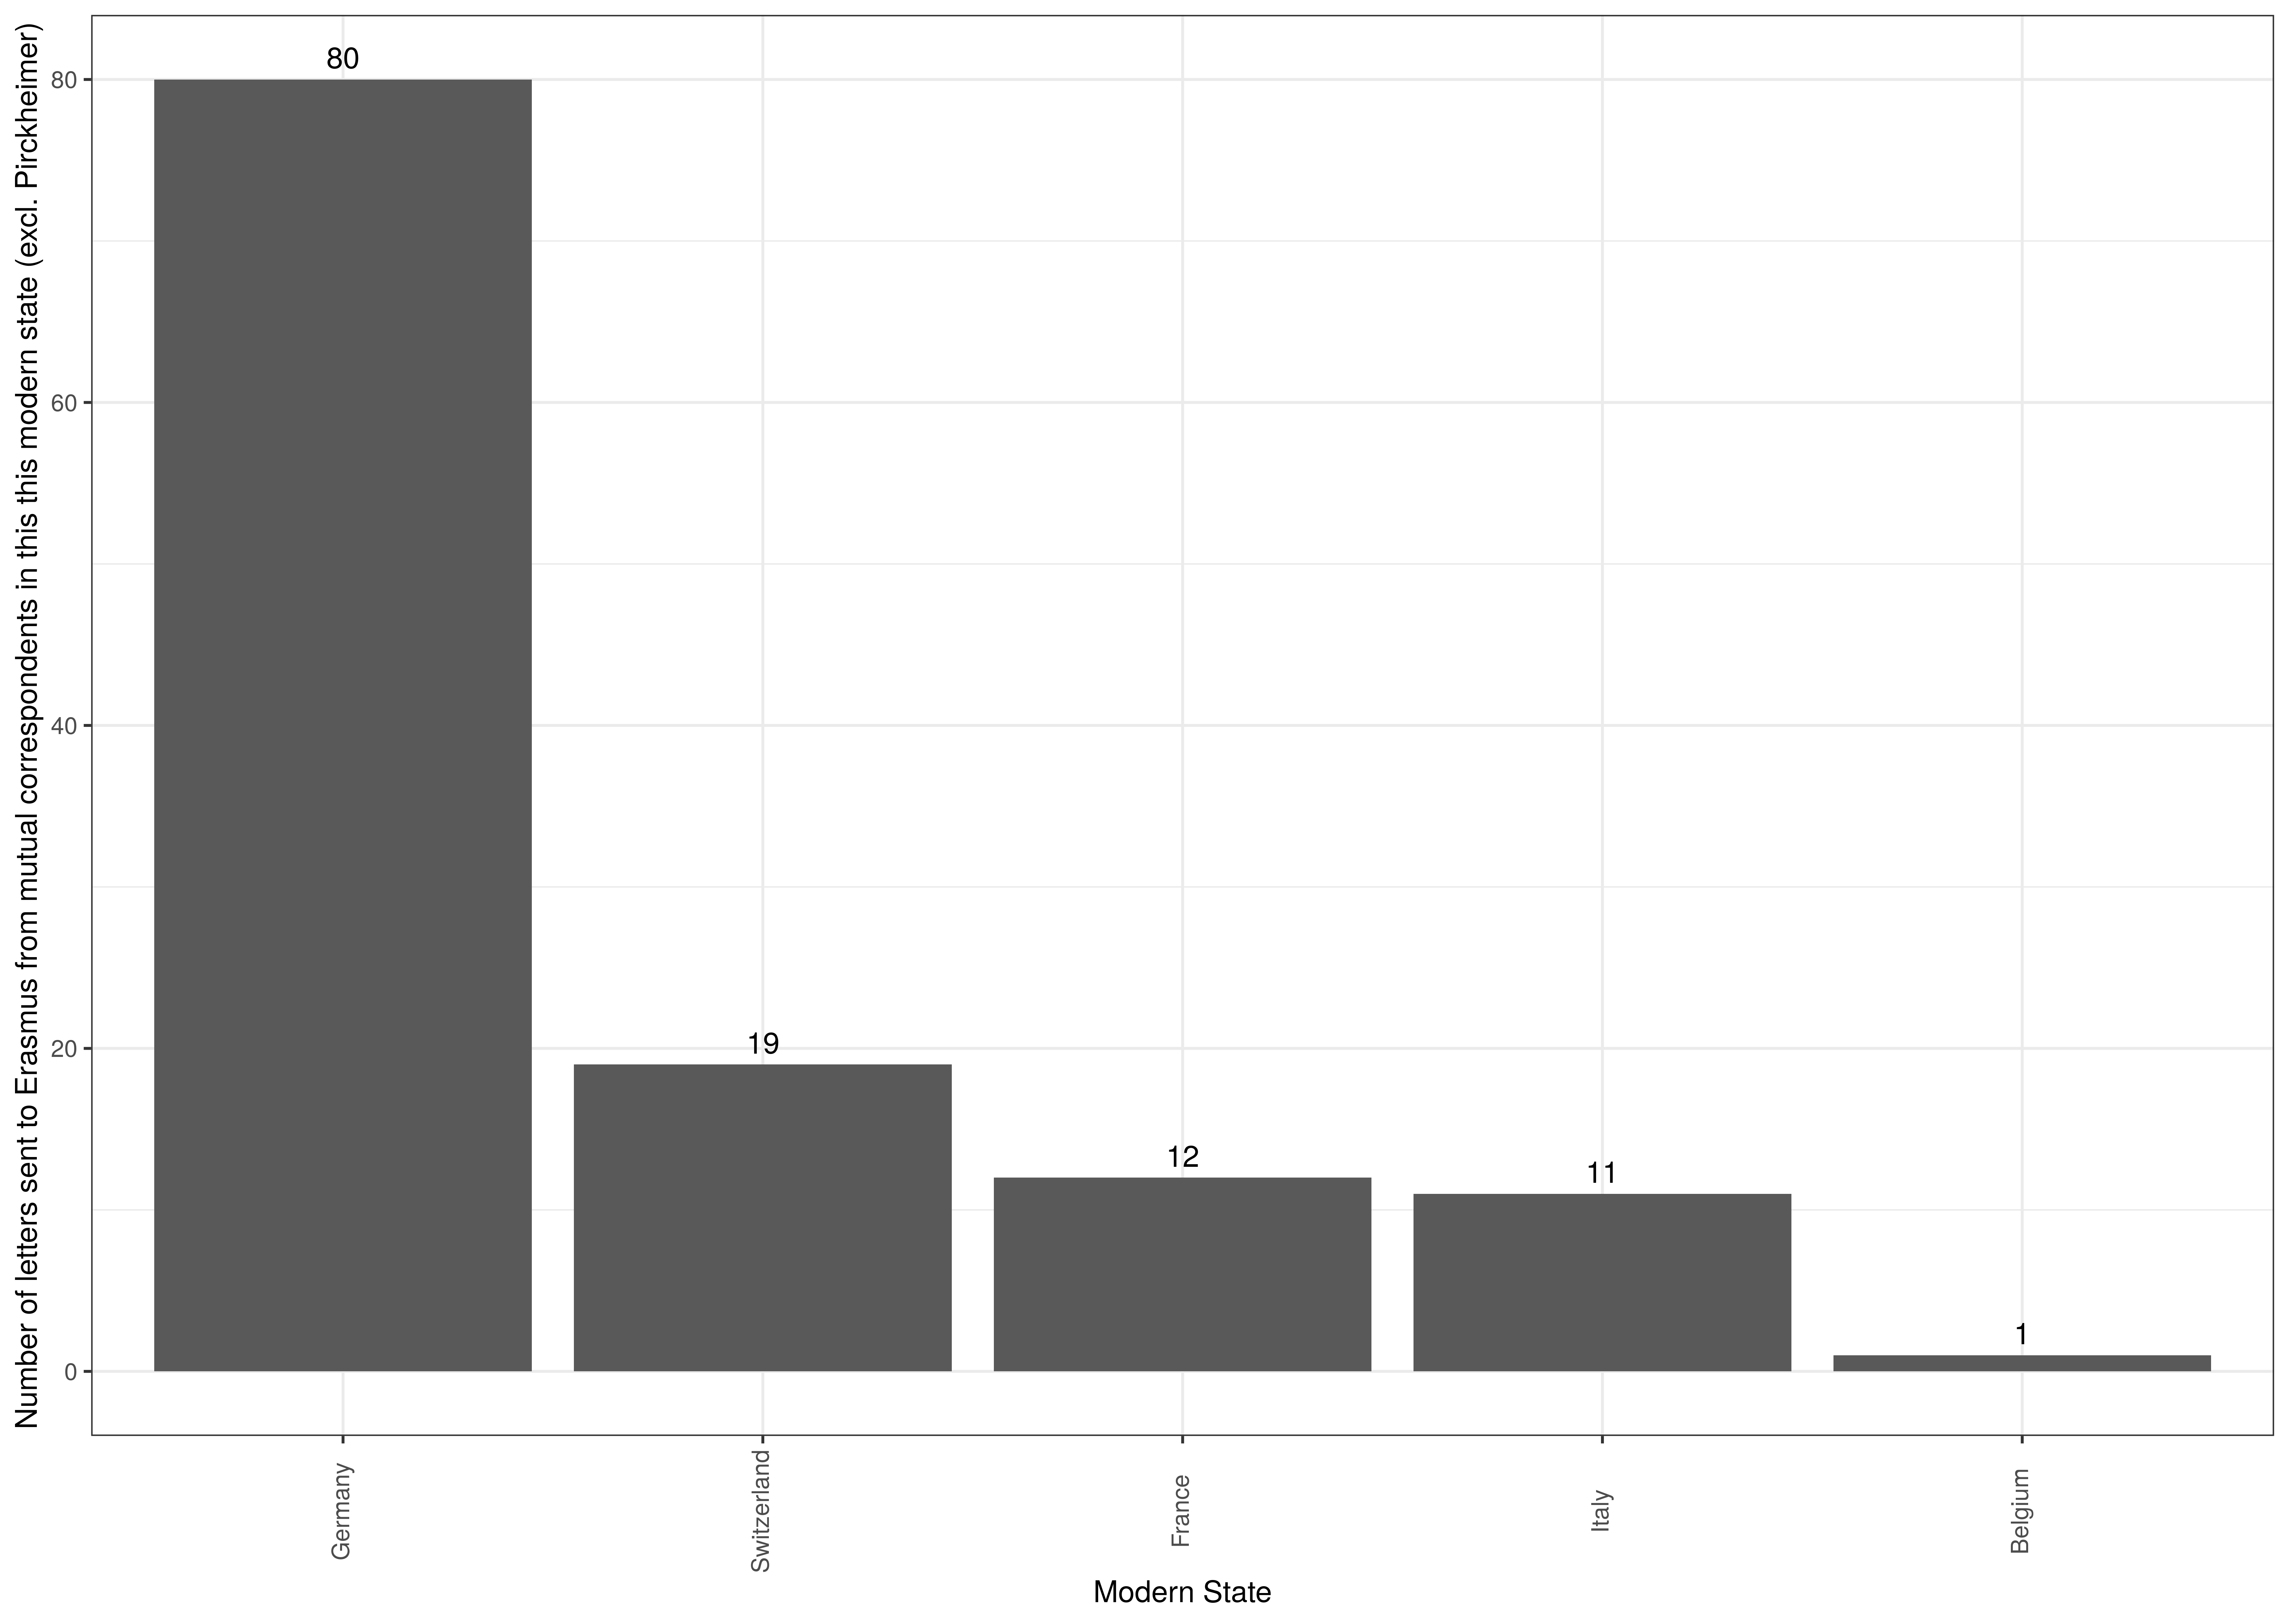 Number of letters sent to Erasmus from mutual correspondents in this this modern state (excl. Pirckheimer)
80
60
40
20
0
80
19
12
11
1
Germany
Switzerland
France
Italy
Belgium
Modern State